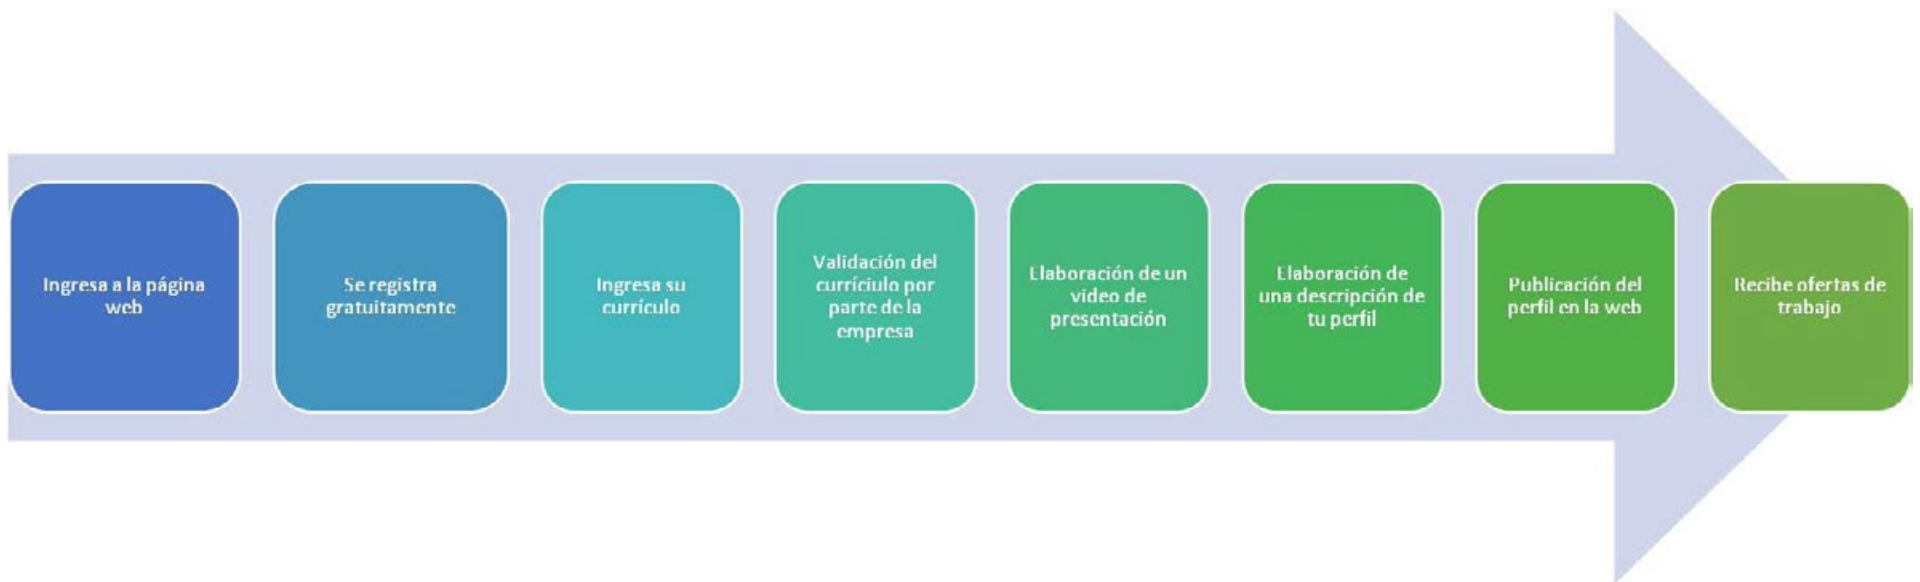 Ingresa a la página
web
Se registra
gratuitamente
Ingresa su
currículo
Validación del
curríciulo por
parte de la
empresa
Elaboración de un
video de
presentación
Elaboración de
una descripción de
tu perfil
Publicación del
perfil en la web
Recibe ofertas de
trabajo